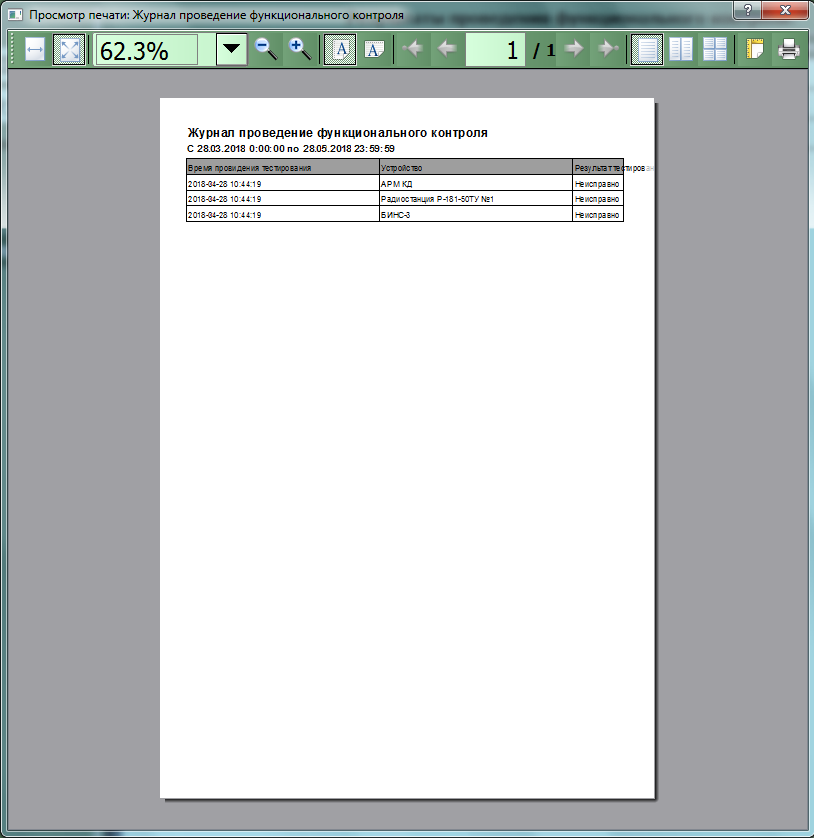 Просмотр печати: Журнал проведение функционального контроля
?
62.3%
A A 1 / 1
Журнал проведение функционального контроля
С 28.03.2018 0:00:00 по 28.05.2018 23:59:59
Время провидения тестирования Устройство Результат тестирован
2018-04-28 10:44:19 АРМ КД Неисправно
2018-04-28 10:44:19 Радиостанция Р-181-50ТУ №1 Неисправно
2018-04-28 10:44:19 БИНС-3 Неисправно